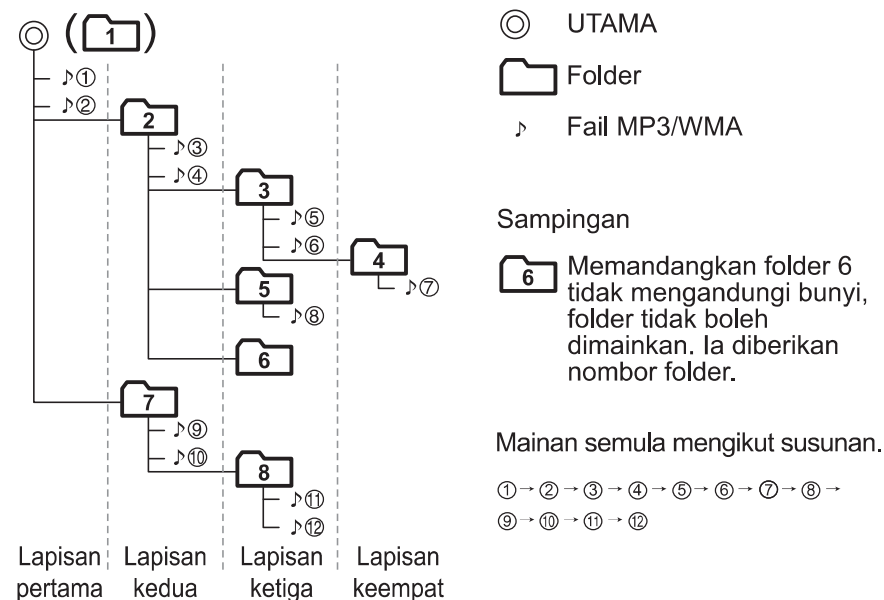 ◎ ( 1 )
♪①
♪②
2
♪③
♪④
3
♪⑤
♪⑥
4
♪⑦
5
♪⑧
6
7
♪⑨
♪⑩
8
♪⑪
♪⑫
Lapisan pertama
Lapisan kedua
Lapisan ketiga
Lapisan keempat
◎ UTAMA
Folder
♪ Fail MP3/WMA
Sampingan
6 Memandangkan folder 6
tidak mengandungi bunyi,
folder tidak boleh
dimainkan. Ia diberikan
nombor folder.
Mainan semula mengikut susunan.
①→②→③→④→⑤→⑥→⑦→⑧→
⑨→⑩→⑪→⑫